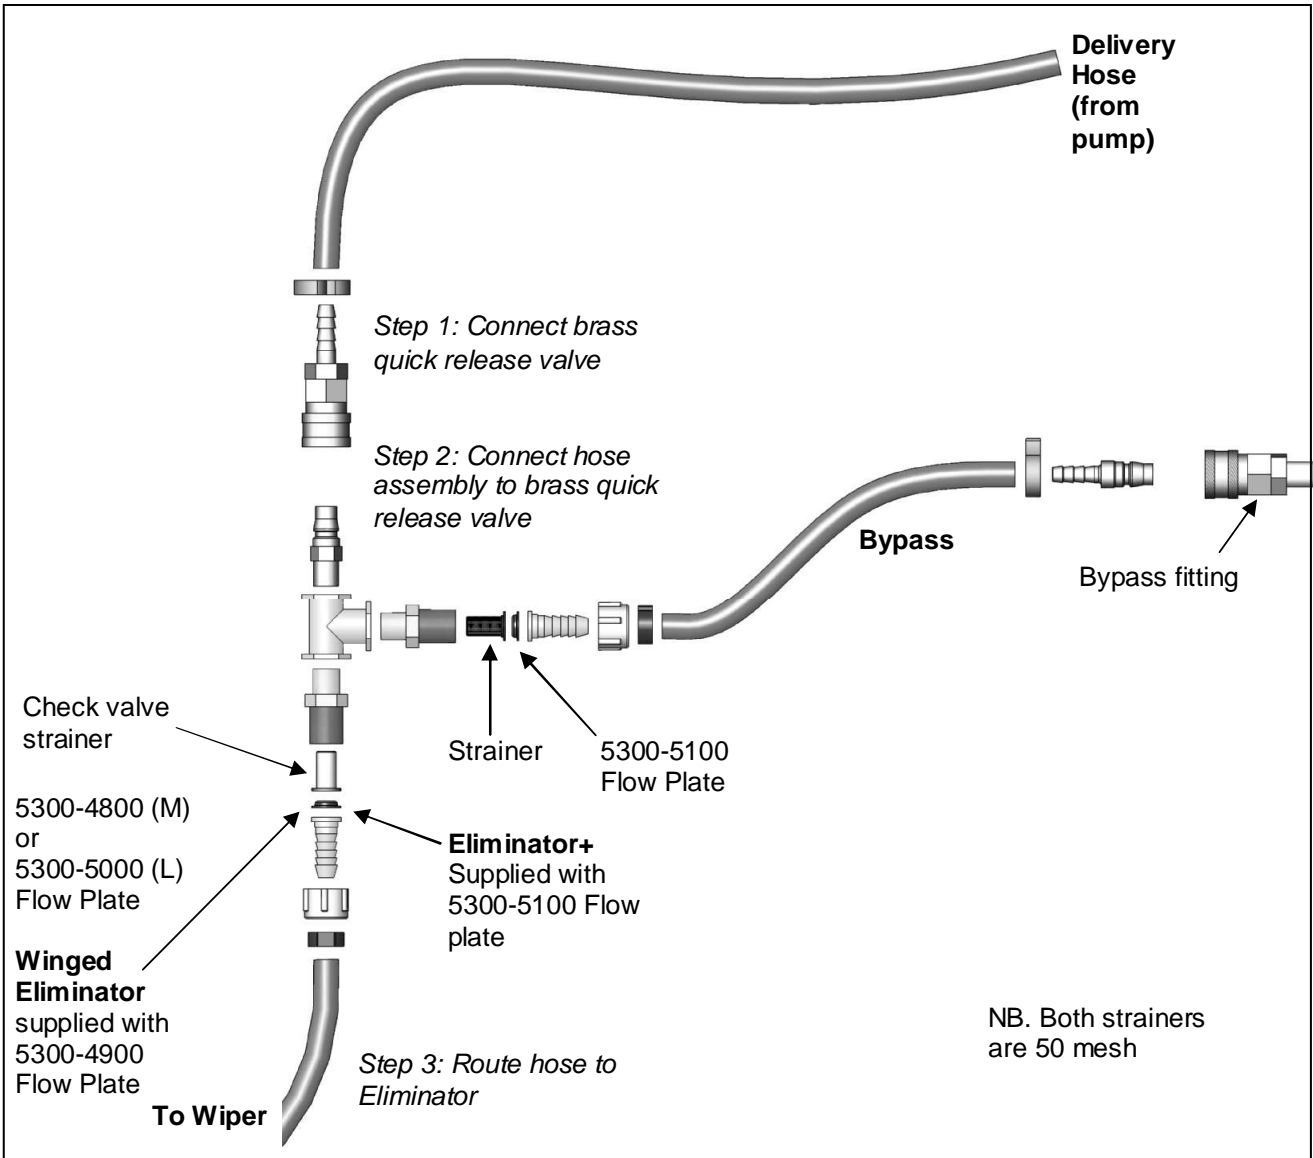 Delivery
Hose
(from
pump)
Step 1: Connect brass
quick release valve
Step 2: Connect hose
assembly to brass quick
release valve
Bypass
Bypass fitting
Check valve
strainer
Strainer
5300-5100
Flow Plate
5300-4800 (M)
or
5300-5000 (L)
Flow Plate
Eliminator+
Supplied with
5300-5100 Flow
plate
Winged
Eliminator
supplied with
5300-4900
Flow Plate
NB. Both strainers
are 50 mesh
Step 3: Route hose to
Eliminator
To Wiper